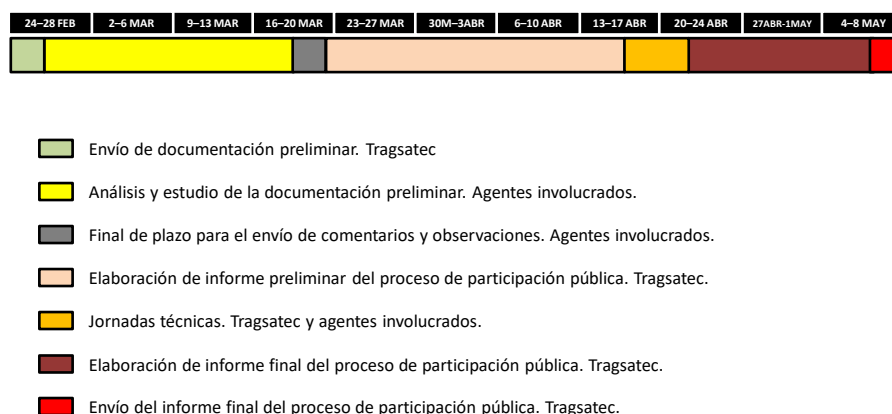 24–28 FEB 2–6 MAR 9–13 MAR 16–20 MAR 23–27 MAR 30M–3ABR 6–10 ABR 13–17 ABR 20–24 ABR 27ABR-1MAY 4–8 MAY
Envío de documentación preliminar. Tragsatec
Análisis y estudio de la documentación preliminar. Agentes involucrados.
Final de plazo para el envío de comentarios y observaciones. Agentes involucrados.
Elaboración de informe preliminar del proceso de participación pública. Tragsatec.
Jornadas técnicas. Tragsatec y agentes involucrados.
Elaboración de informe final del proceso de participación pública. Tragsatec.
Envío del informe final del proceso de participación pública. Tragsatec.